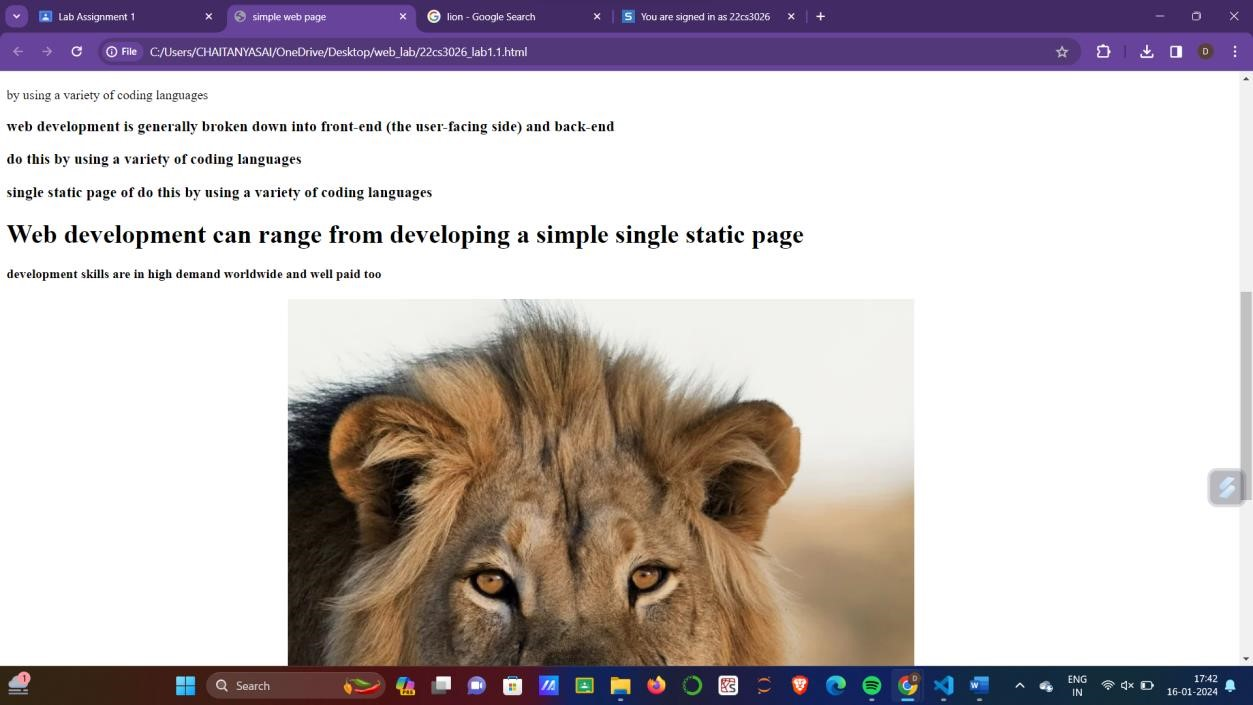 Lab Assignment 1
simple web page
lion - Google Search
You are signed in as 22cs3026
File
C:/Users/CHAITANYASAI/OneDrive/Desktop/web_lab/22cs3026_lab1.1.html
D
by using a variety of coding languages
web development is generally broken down into front-end (the user-facing side) and back-end
do this by using a variety of coding languages
single static page of do this by using a variety of coding languages
Web development can range from developing a simple single static page
development skills are in high demand worldwide and well paid too
1
Search
PRE
D
ENG
IN
17:42
16-01-2024